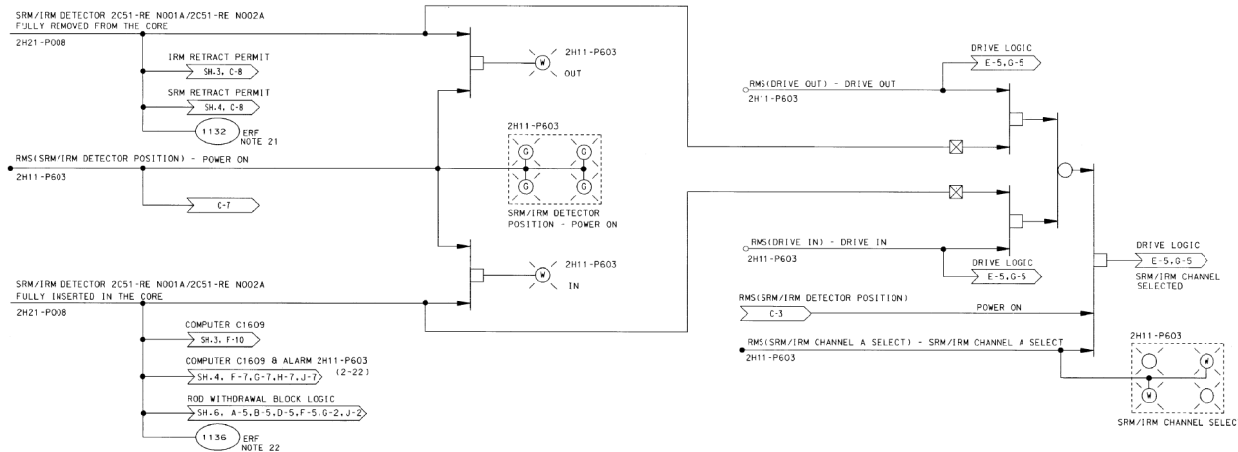 SRM/IRM DETECTOR 2C51-RE N001A/2C51-RE N002A
FULLY REMOVED FROM THE CORE
2H21-P008
IRM RETRACT PERMIT
SH.3, C-8
SRM RETRACT PERMIT
SH.4, C-8
1132
ERF
NOTE 21
RMS(SRM/IRM DETECTOR POSITION) - POWER ON
2H11-P603
C-7
SRM/IRM DETECTOR 2C51-RE N001A/2C51-RE N002A
FULLY INSERTED IN THE CORE
2H21-P008
COMPUTER C1609
SH.3, F-10
COMPUTER C1609 & ALARM 2H11-P603
(2-22)
SH.4, F-7,G-7,H-7,J-7
ROD WITHDRAWAL BLOCK LOGIC
SH.6, A-5,B-5,D-5,F-5,G-2,J-2
1136
ERF
NOTE 22
2H11-P603
W
OUT
2H11-P603
G
G
G
G
SRM/IRM DETECTOR
POSITION - POWER ON
2H11-P603
W
IN
DRIVE LOGIC
E-5,G-5
RMS(DRIVE OUT) - DRIVE OUT
2H11-P603
RMS(DRIVE IN) - DRIVE IN
2H11-P603
DRIVE LOGIC
E-5,G-5
DRIVE LOGIC
E-5,G-5
SRM/IRM CHANNEL
SELECTED
RMS(SRM/IRM DETECTOR POSITION)
C-3
POWER ON
RMS(SRM/IRM CHANNEL A SELECT) - SRM/IRM CHANNEL A SELECT
2H11-P603
2H11-P603
W
W
SRM/IRM CHANNEL SELEC